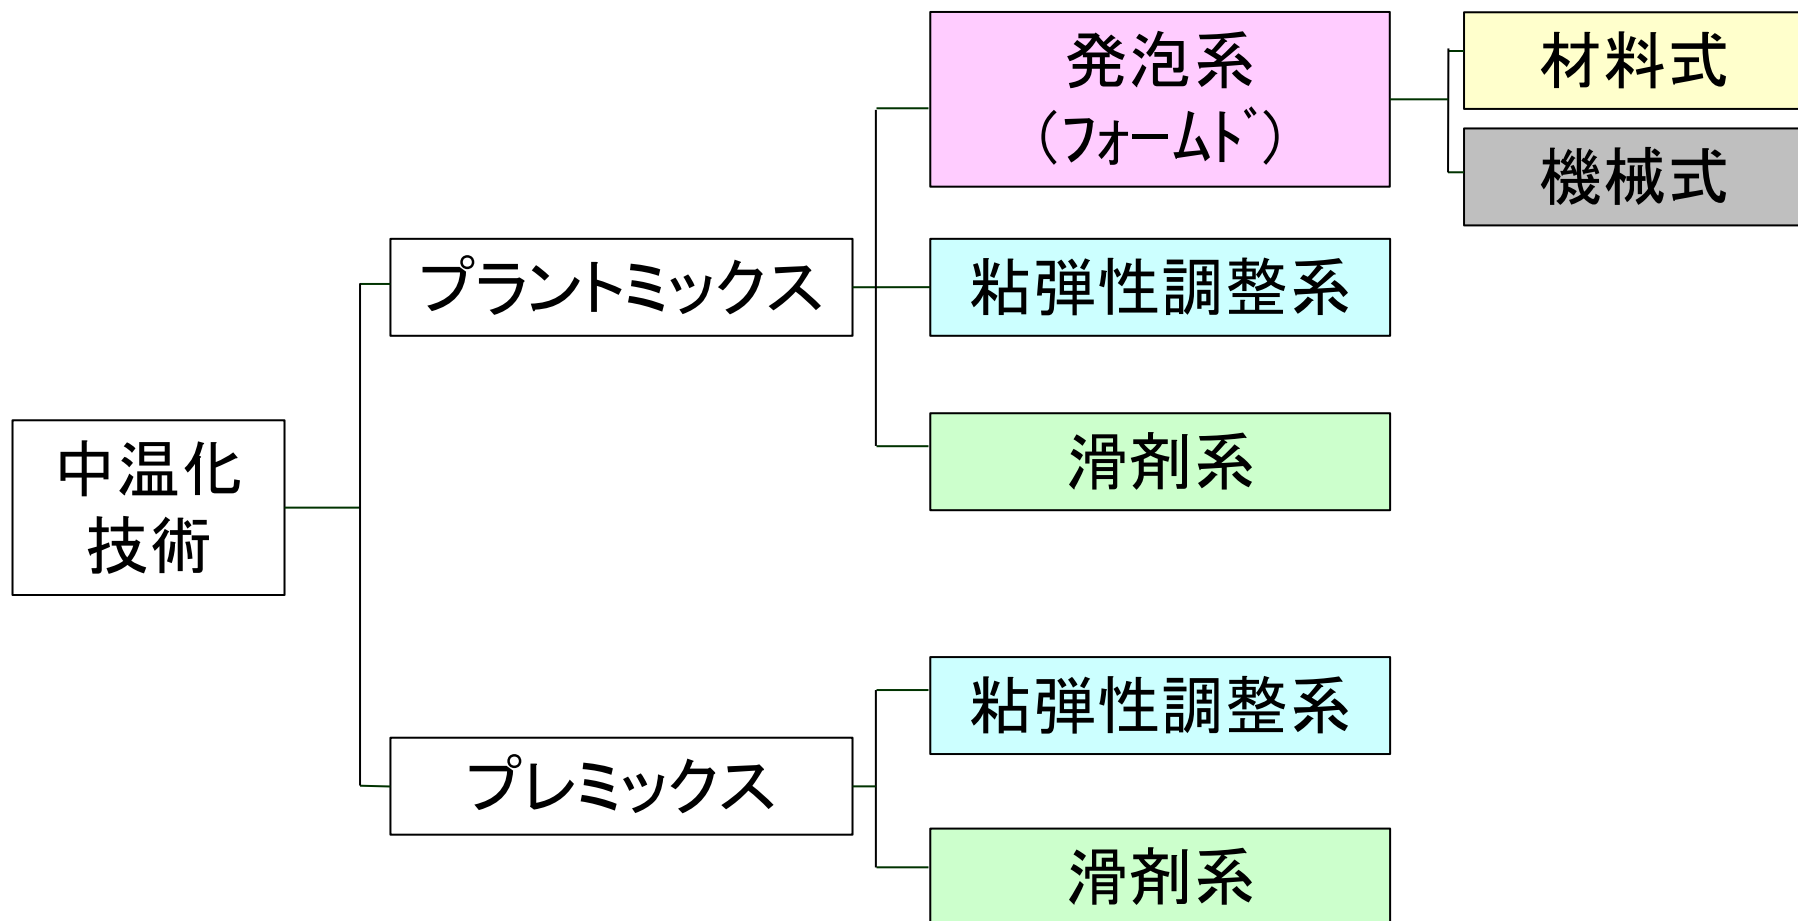 中温化
技術
プラントミックス
発泡系
（フォームﾄﾞ）
材料式
機械式
粘弾性調整系
滑剤系
プレミックス
粘弾性調整系
滑剤系